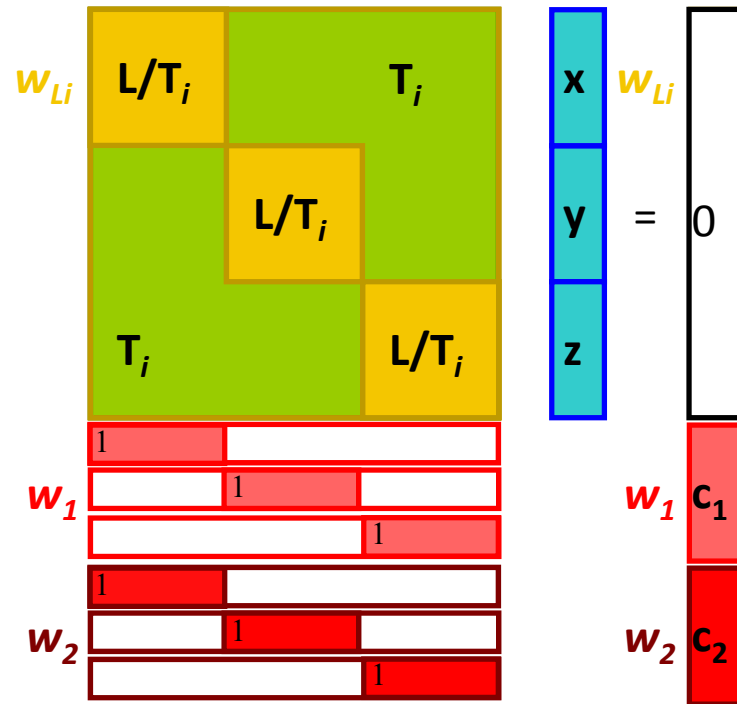 w_Li L/T_i T_i x w_Li
L/T_i y = 0
T_i L/T_i z
1
w_1 1 w_1 c_1
1
1
w_2 1 w_2 c_2
1